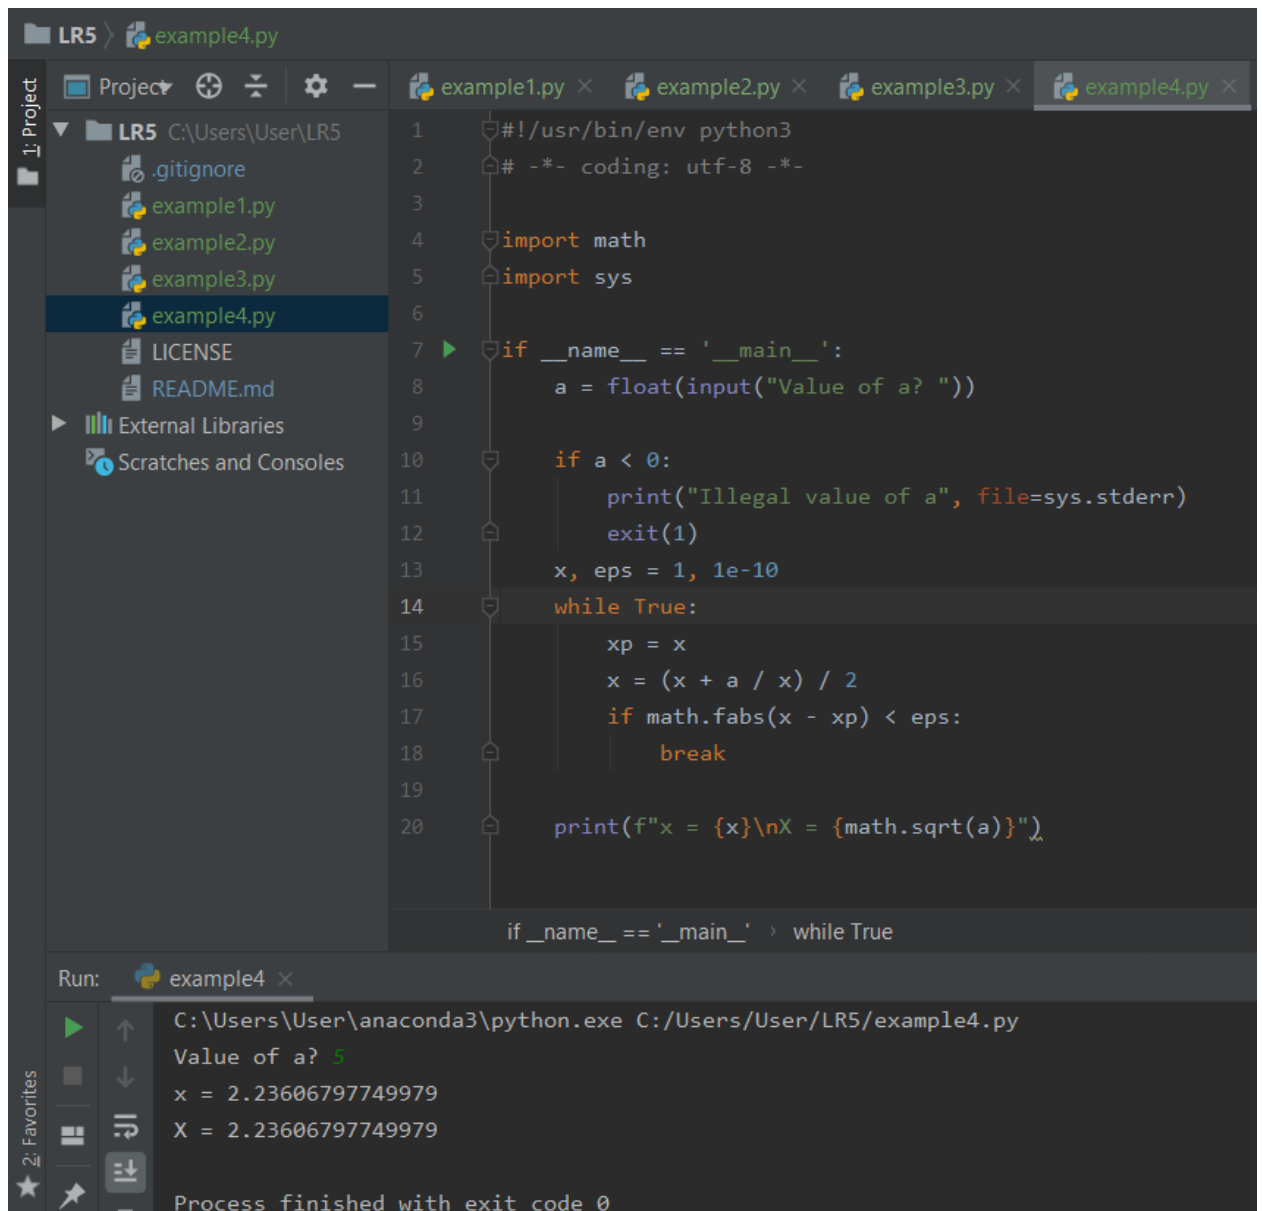 LR5 example4.py
1: Project
Project
example1.py example2.py example3.py example4.py
LR5 C:\Users\User\LR5
.gitignore
example1.py
example2.py
example3.py
example4.py
LICENSE
README.md
External Libraries
Scratches and Consoles
1 #!/usr/bin/env python3
2 # -*- coding: utf-8 -*-
3
4 import math
5 import sys
6
7 if __name__ == '__main__':
8     a = float(input("Value of a? "))
9
10     if a < 0:
11         print("Illegal value of a", file=sys.stderr)
12         exit(1)
13     x, eps = 1, 1e-10
14     while True:
15         xp = x
16         x = (x + a / x) / 2
17         if math.fabs(x - xp) < eps:
18             break
19
20     print(f"x = {x}\nX = {math.sqrt(a)}")
if __name__ == '__main__' › while True
Run: example4
2: Favorites
C:\Users\User\anaconda3\python.exe C:/Users/User/LR5/example4.py
Value of a? 5
x = 2.23606797749979
X = 2.23606797749979
Process finished with exit code 0